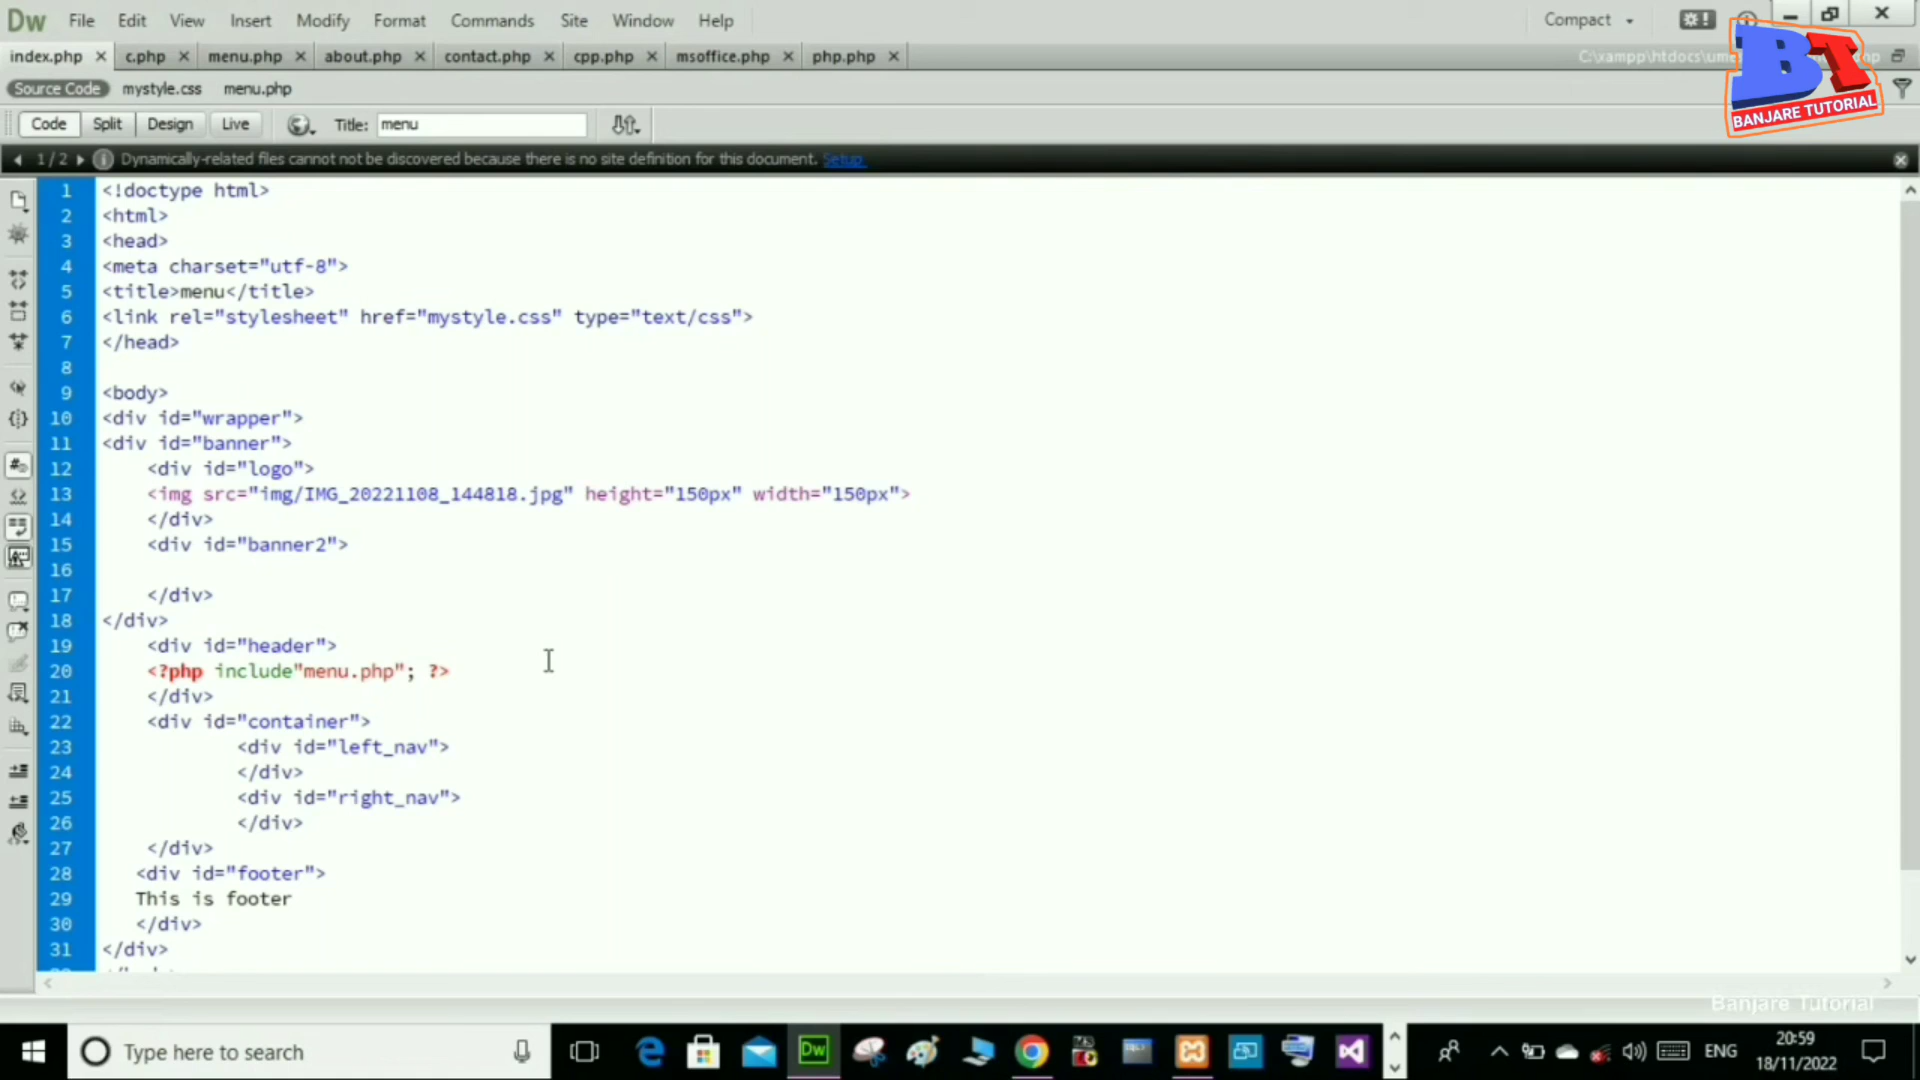 Dw File Edit View Insert Modify Format Commands Site Window Help Compact
index.php c.php menu.php about.php contact.php cpp.php msoffice.php php.php
BT
BANJARE TUTORIAL
Source Code mystyle.css menu.php
Code Split Design Live Title: menu
1/2 Dynamically-related files cannot be discovered because there is no site definition for this document. Setup
1 <!doctype html>
2 <html>
3 <head>
4 <meta charset="utf-8">
5 <title>menu</title>
6 <link rel="stylesheet" href="mystyle.css" type="text/css">
7 </head>
8
9 <body>
10 <div id="wrapper">
11 <div id="banner">
12 <div id="logo">
13 <img src="img/IMG_20221108_144818.jpg" height="150px" width="150px">
14 </div>
15 <div id="banner2">
16
17 </div>
18 </div>
19 <div id="header">
20 <?php include"menu.php"; ?>
21 </div>
22 <div id="container">
23 <div id="left_nav">
24 </div>
25 <div id="right_nav">
26 </div>
27 </div>
28 <div id="footer">
29 This is footer
30 </div>
31 </div>
Banjare Tutorial
Type here to search
Dw
ENG
20:59
18/11/2022